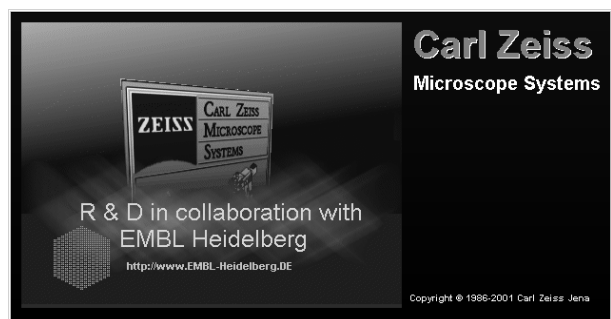 Carl Zeiss
Microscope Systems
ZEISS
CARL ZEISS
MICROSCOPE
SYSTEMS
R & D in collaboration with
EMBL Heidelberg
http://www.EMBL-Heidelberg.DE
Copyright © 1986-2001 Carl Zeiss Jena